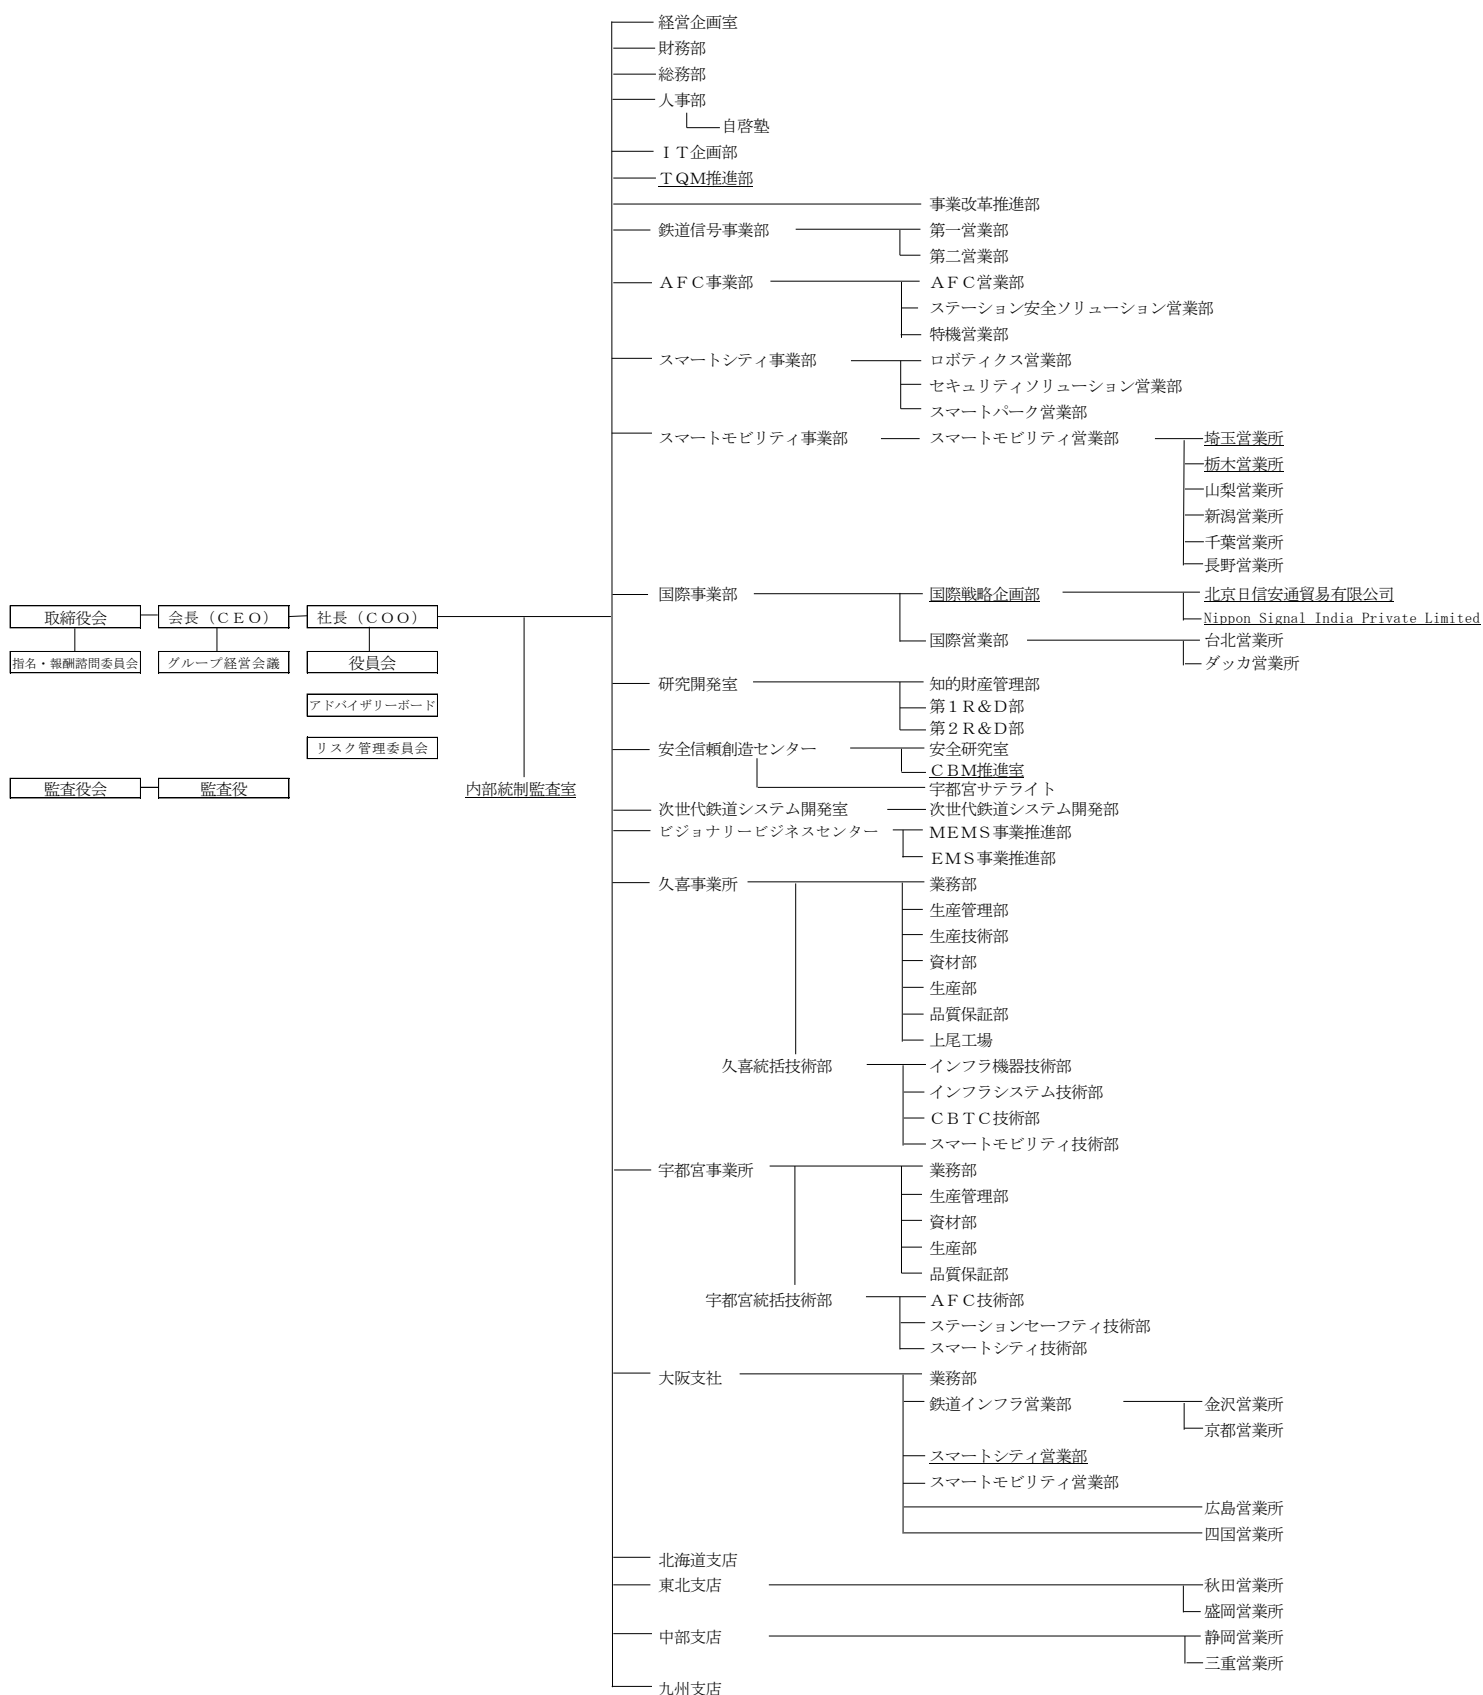 経営企画室
財務部
総務部
人事部
自啓塾
ＩＴ企画部
ＴＱＭ推進部
事業改革推進部
鉄道信号事業部 第一営業部
第二営業部
ＡＦＣ事業部 ＡＦＣ営業部
ステーション安全ソリューション営業部
特機営業部
スマートシティ事業部 ロボティクス営業部
セキュリティソリューション営業部
スマートパーク営業部
スマートモビリティ事業部 スマートモビリティ営業部 埼玉営業所
栃木営業所
山梨営業所
新潟営業所
千葉営業所
長野営業所
国際事業部 国際戦略企画部 北京日信安通貿易有限公司
取締役会 会長（ＣＥＯ） 社長（ＣＯＯ） Nippon Signal India Private Limited
国際営業部 台北営業所
指名・報酬諮問委員会 グループ経営会議 役員会 ダッカ営業所
研究開発室 知的財産管理部
アドバイザリーボード 第１Ｒ＆Ｄ部
第２Ｒ＆Ｄ部
リスク管理委員会 安全信頼創造センター 安全研究室
ＣＢＭ推進室
監査役会 監査役 内部統制監査室 宇都宮サテライト
次世代鉄道システム開発室 次世代鉄道システム開発部
ビジョナリービジネスセンター ＭＥＭＳ事業推進部
ＥＭＳ事業推進部
久喜事業所 業務部
生産管理部
生産技術部
資材部
生産部
品質保証部
上尾工場
久喜統括技術部 インフラ機器技術部
インフラシステム技術部
ＣＢＴＣ技術部
スマートモビリティ技術部
宇都宮事業所 業務部
生産管理部
資材部
生産部
品質保証部
宇都宮統括技術部 ＡＦＣ技術部
ステーションセーフティ技術部
スマートシティ技術部
大阪支社 業務部
鉄道インフラ営業部 金沢営業所
京都営業所
スマートシティ営業部
スマートモビリティ営業部
広島営業所
四国営業所
北海道支店
東北支店 秋田営業所
盛岡営業所
中部支店 静岡営業所
三重営業所
九州支店